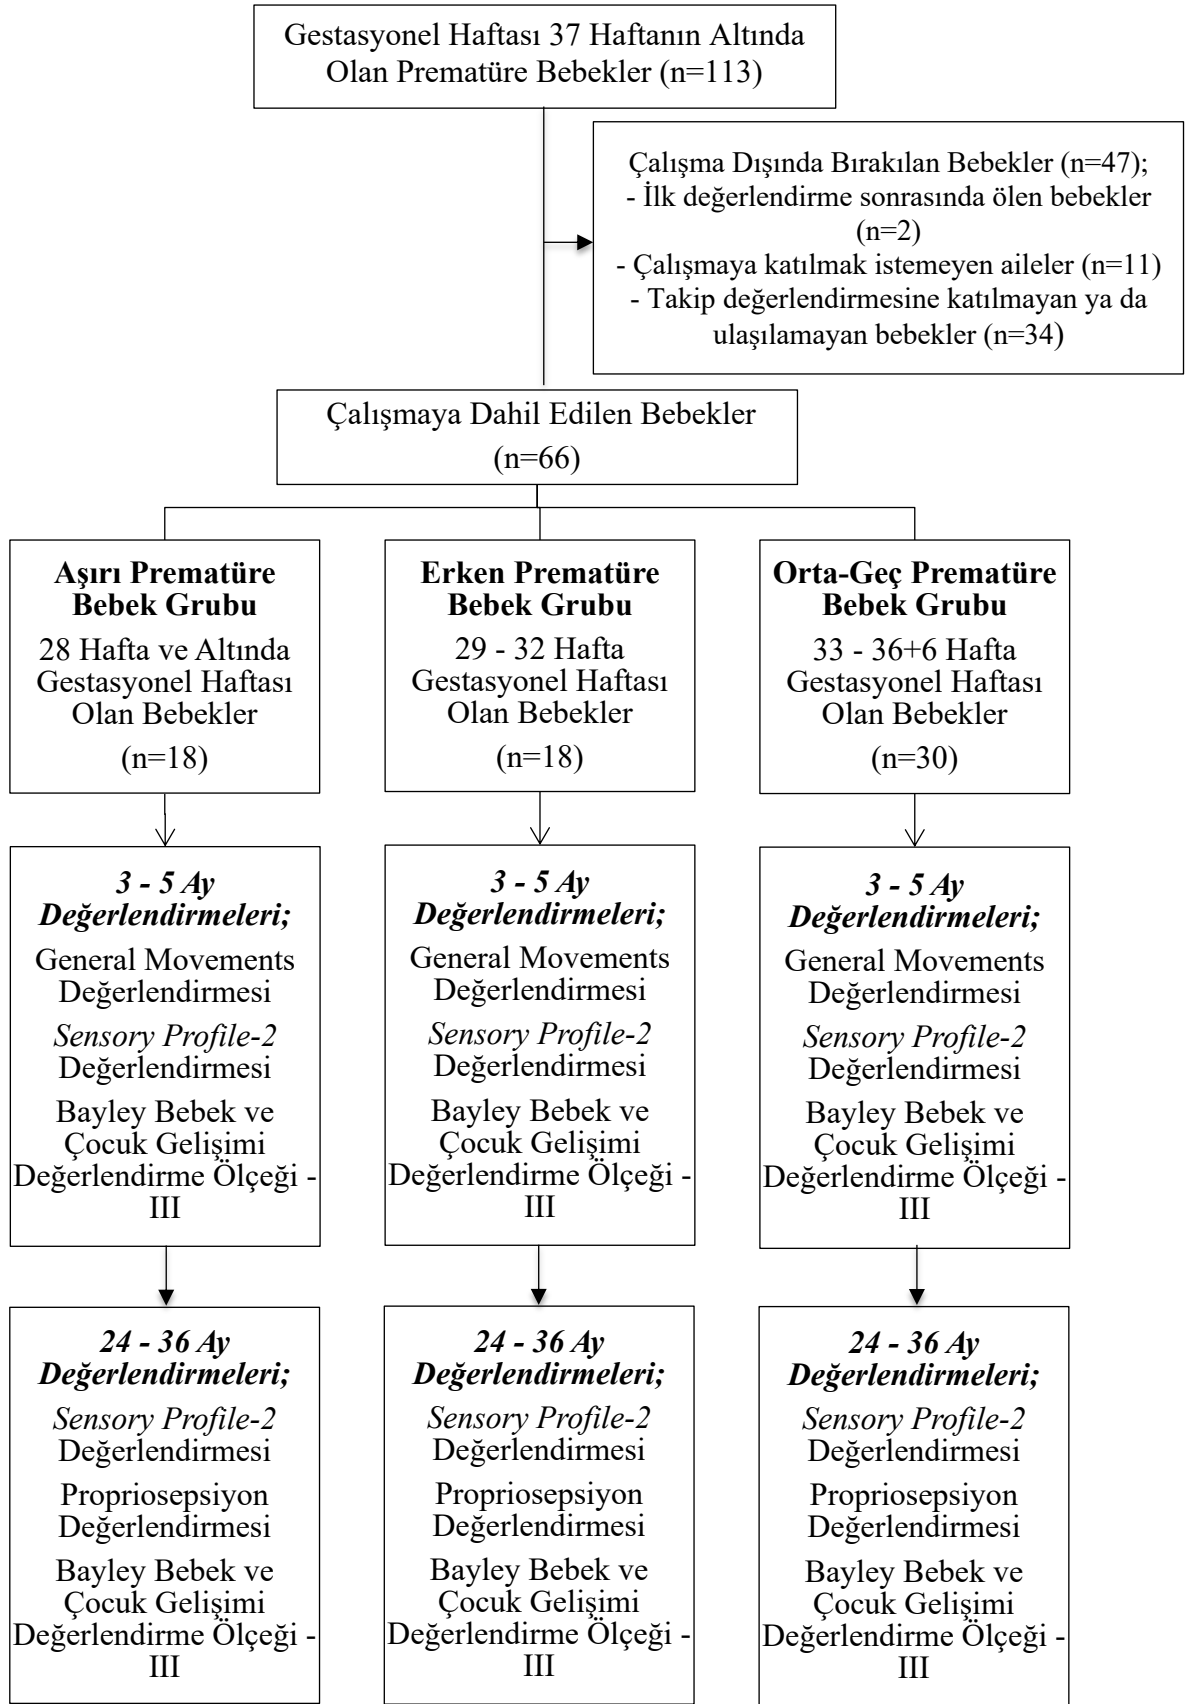 Gestasyonel Haftası 37 Haftanın Altında
Olan Prematüre Bebekler (n=113)
Çalışma Dışında Bırakılan Bebekler (n=47);
- İlk değerlendirme sonrasında ölen bebekler
(n=2)
- Çalışmaya katılmak istemeyen aileler (n=11)
- Takip değerlendirmesine katılmayan ya da
ulaşılamayan bebekler (n=34)
Çalışmaya Dahil Edilen Bebekler
(n=66)
Aşırı Prematüre
Bebek Grubu
28 Hafta ve Altında
Gestasyonel Haftası
Olan Bebekler
(n=18)
Erken Prematüre
Bebek Grubu
29 - 32 Hafta
Gestasyonel Haftası
Olan Bebekler
(n=18)
Orta-Geç Prematüre
Bebek Grubu
33 - 36+6 Hafta
Gestasyonel Haftası
Olan Bebekler
(n=30)
3 - 5 Ay
Değerlendirmeleri;
General Movements
Değerlendirmesi
Sensory Profile-2
Değerlendirmesi
Bayley Bebek ve
Çocuk Gelişimi
Değerlendirme Ölçeği -
III
3 - 5 Ay
Değerlendirmeleri;
General Movements
Değerlendirmesi
Sensory Profile-2
Değerlendirmesi
Bayley Bebek ve
Çocuk Gelişimi
Değerlendirme Ölçeği -
III
3 - 5 Ay
Değerlendirmeleri;
General Movements
Değerlendirmesi
Sensory Profile-2
Değerlendirmesi
Bayley Bebek ve
Çocuk Gelişimi
Değerlendirme Ölçeği -
III
24 - 36 Ay
Değerlendirmeleri;
Sensory Profile-2
Değerlendirmesi
Propriosepsiyon
Değerlendirmesi
Bayley Bebek ve
Çocuk Gelişimi
Değerlendirme Ölçeği -
III
24 - 36 Ay
Değerlendirmeleri;
Sensory Profile-2
Değerlendirmesi
Propriosepsiyon
Değerlendirmesi
Bayley Bebek ve
Çocuk Gelişimi
Değerlendirme Ölçeği -
III
24 - 36 Ay
Değerlendirmeleri;
Sensory Profile-2
Değerlendirmesi
Propriosepsiyon
Değerlendirmesi
Bayley Bebek ve
Çocuk Gelişimi
Değerlendirme Ölçeği -
III